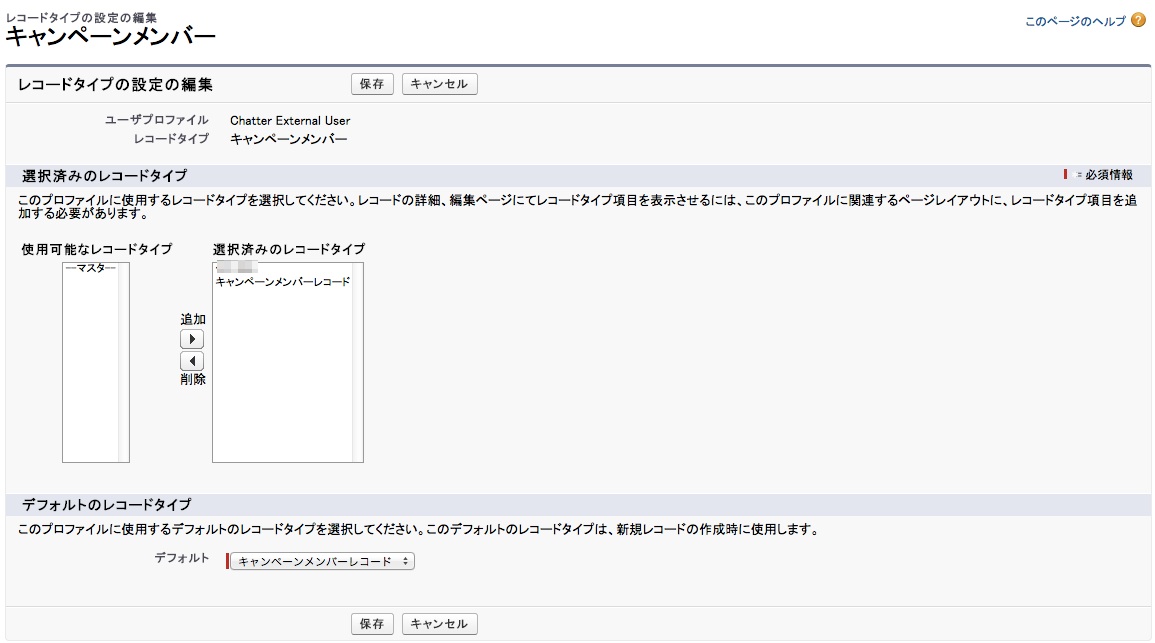 レコードタイプの設定の編集
キャンペーンメンバー
このページのヘルプ ?
レコードタイプの設定の編集
保存 キャンセル
ユーザプロファイル Chatter External User
レコードタイプ キャンペーンメンバー
選択済みのレコードタイプ
= 必須情報
このプロファイルに使用するレコードタイプを選択してください。レコードの詳細、編集ページにてレコードタイプ項目を表示させるには、このプロファイルに関連するページレイアウトに、レコードタイプ項目を追
加する必要があります。
使用可能なレコードタイプ 選択済みのレコードタイプ
--マスター--
キャンペーンメンバーレコード
追加
削除
デフォルトのレコードタイプ
このプロファイルに使用するデフォルトのレコードタイプを選択してください。このデフォルトのレコードタイプは、新規レコードの作成時に使用します。
デフォルト キャンペーンメンバーレコード
保存 キャンセル